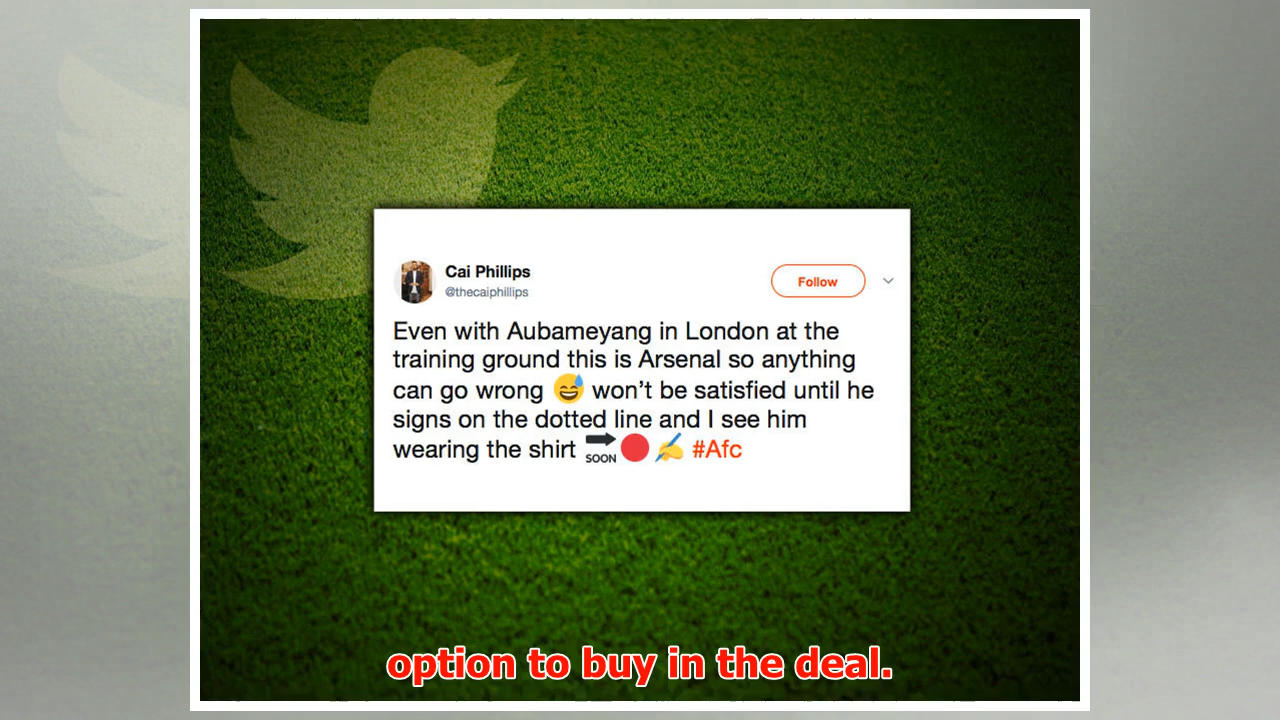 Cai Phillips
@thecaiphillips
Follow
Even with Aubameyang in London at the
training ground this is Arsenal so anything
can go wrong 😅 won’t be satisfied until he
signs on the dotted line and I see him
wearing the shirt 🔜🔴✍️ #Afc
option to buy in the deal.